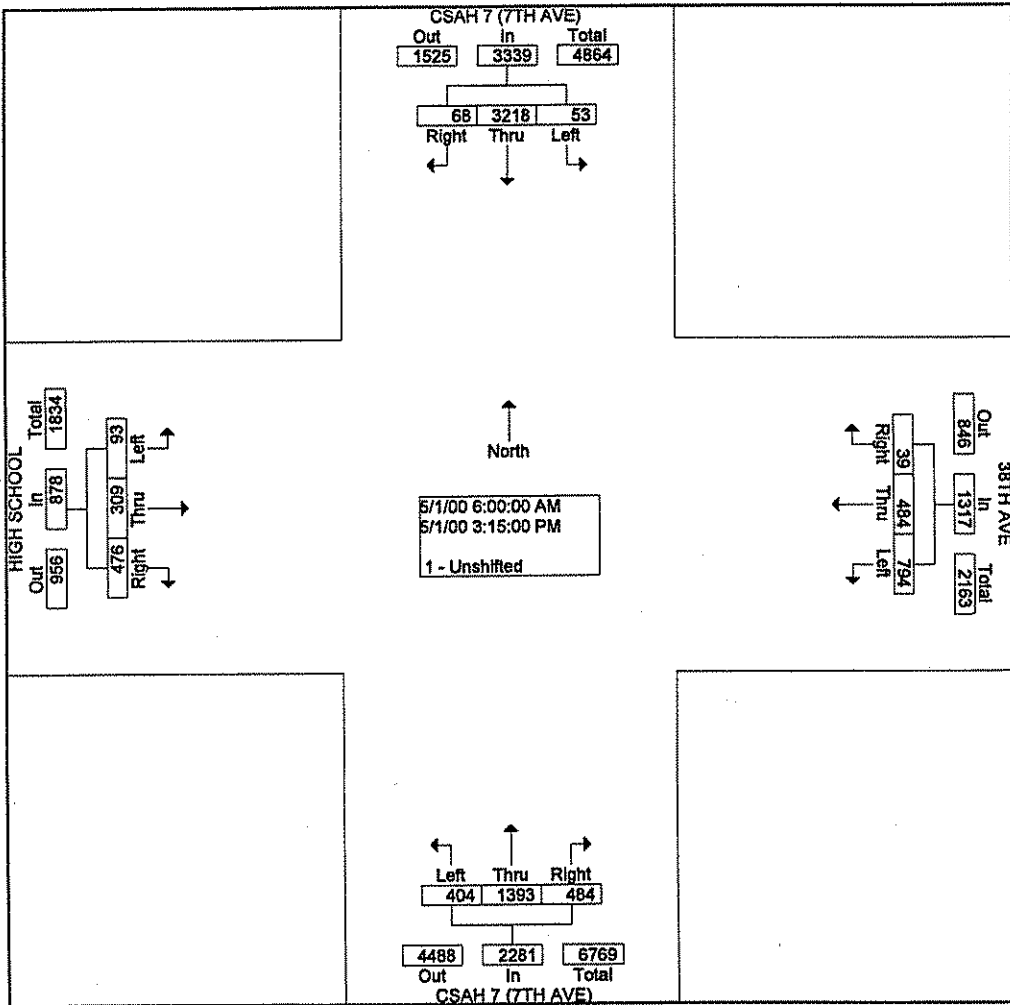 CSAH 7 (7TH AVE)
Out In Total
1525 3339 4864
68 3218 53
Right Thru Left
HIGH SCHOOL
Total In Out
1834 878 956
93 309 476
Left Thru Right
North
5/1/00 6:00:00 AM
5/1/00 3:15:00 PM
1 - Unshifted
38TH AVE
Out In Total
846 1317 2163
39 484 794
Right Thru Left
Left Thru Right
404 1393 484
4488 2281 6769
Out In Total
CSAH 7 (7TH AVE)